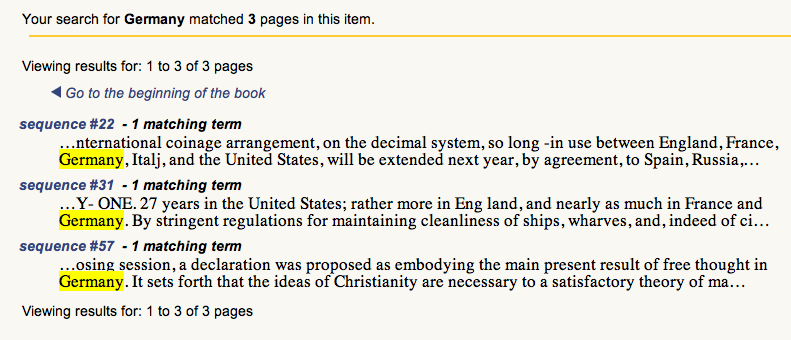 Your search for Germany matched 3 pages in this item.
Viewing results for: 1 to 3 of 3 pages
Go to the beginning of the book
sequence #22 - 1 matching term
…nternational coinage arrangement, on the decimal system, so long -in use between England, France,
Germany, Italj, and the United States, will be extended next year, by agreement, to Spain, Russia,…
sequence #31 - 1 matching term
…Y- ONE. 27 years in the United States; rather more in Eng land, and nearly as much in France and
Germany. By stringent regulations for maintaining cleanliness of ships, wharves, and, indeed of ci…
sequence #57 - 1 matching term
…osing session, a declaration was proposed as embodying the main present result of free thought in
Germany. It sets forth that the ideas of Christianity are necessary to a satisfactory theory of ma…
Viewing results for: 1 to 3 of 3 pages